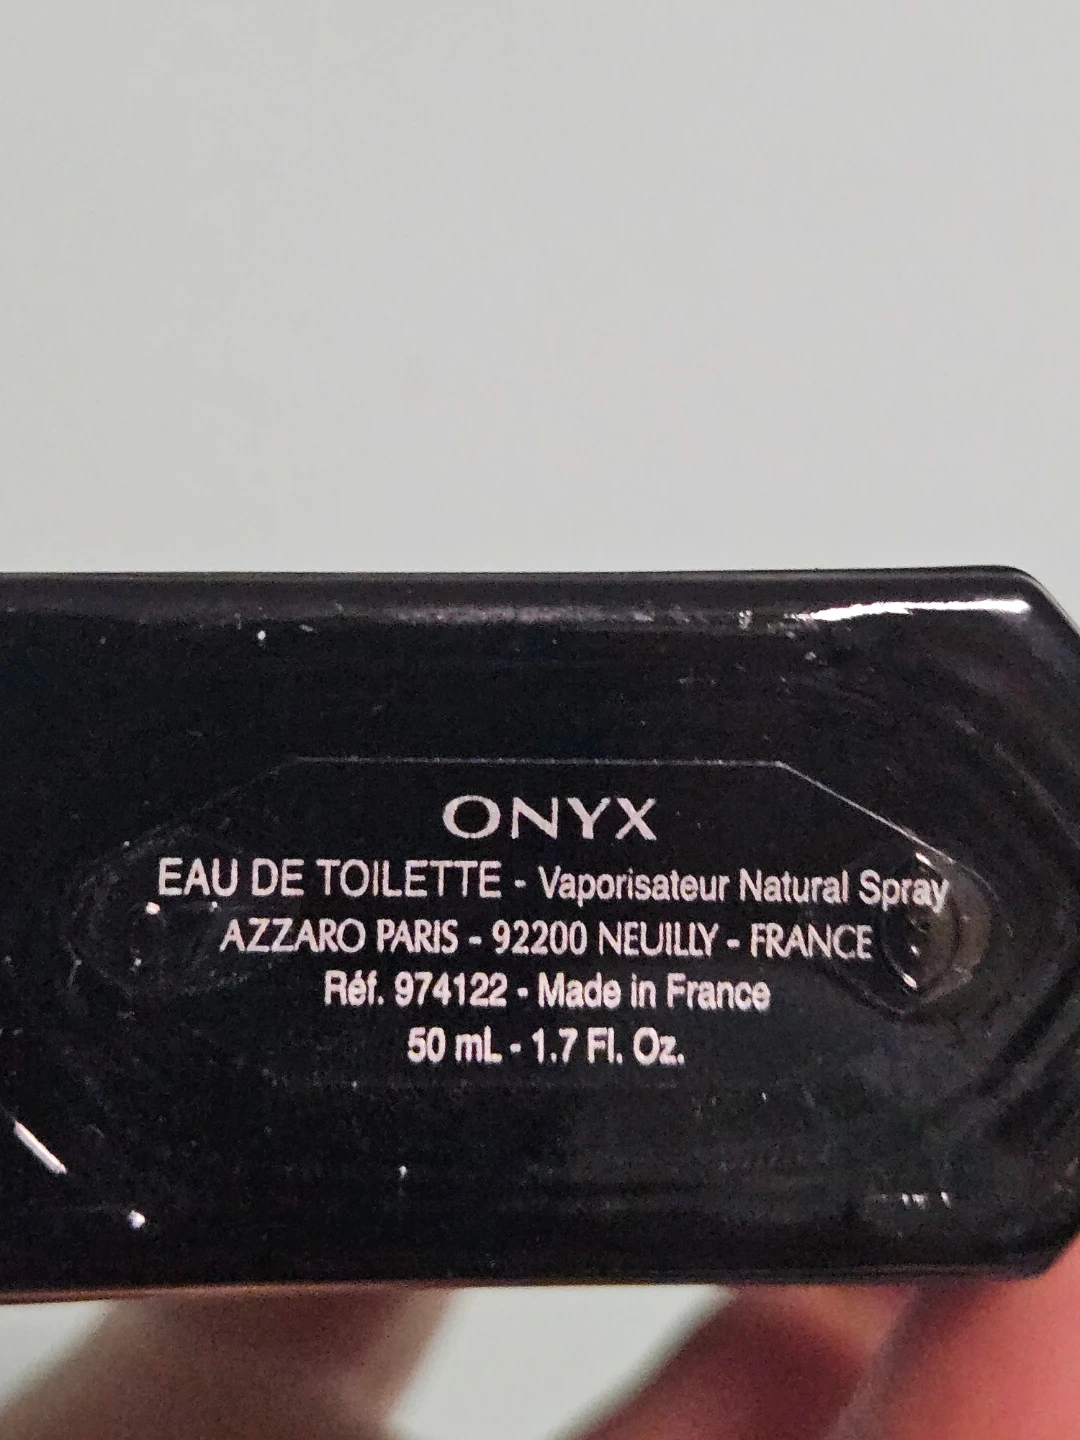 ONYX
EAU DE TOILETTE - Vaporisateur Natural Spray
AZZARO PARIS - 92200 NEUILLY - FRANCE
Réf. 974122 - Made in France
50 mL - 1.7 Fl. Oz.